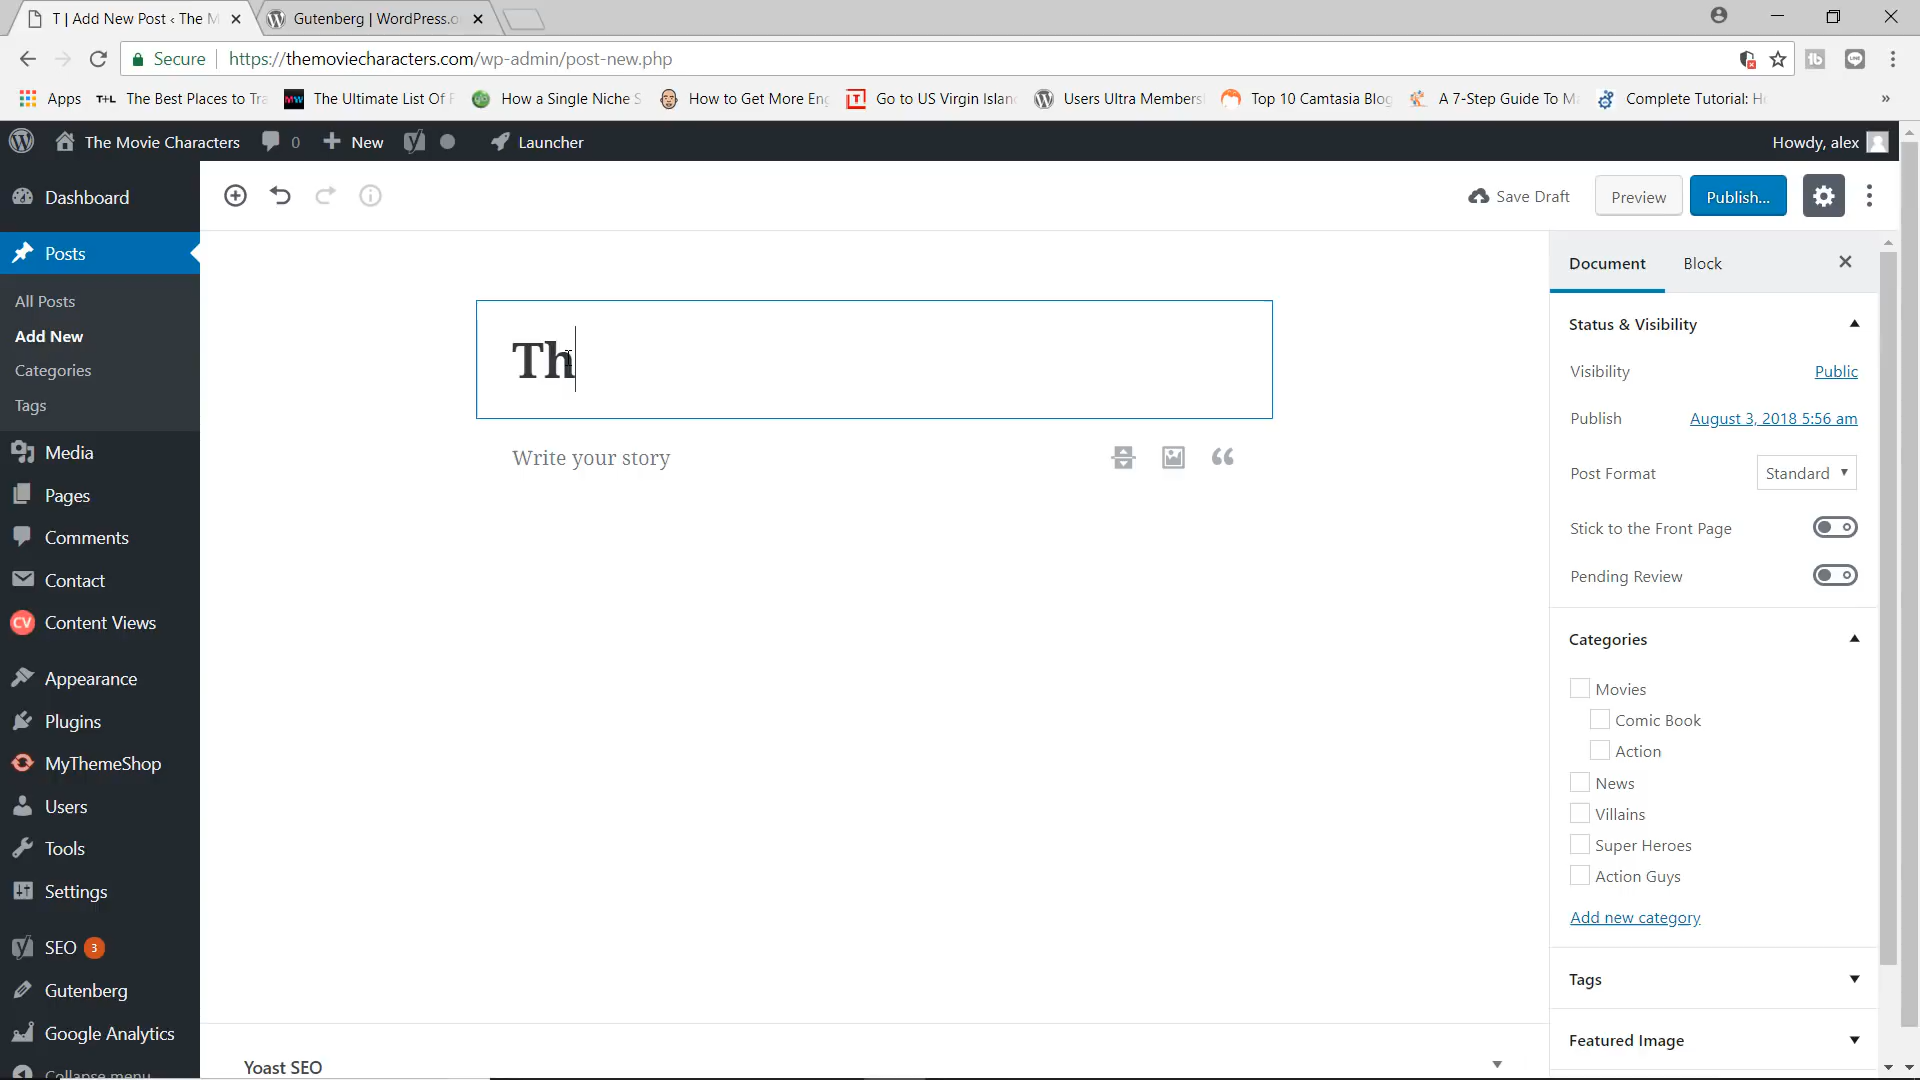 T | Add New Post ‹ The M
Gutenberg | WordPress.o
Secure
https://themoviecharacters.com/wp-admin/post-new.php
Apps
T+L The Best Places to Tra
MW The Ultimate List Of F
How a Single Niche S
How to Get More Eng
Go to US Virgin Islan
Users Ultra Members
Top 10 Camtasia Blog
A 7-Step Guide To Ma
Complete Tutorial: H
»
The Movie Characters
0
New
Launcher
Howdy, alex
Dashboard
Posts
All Posts
Add New
Categories
Tags
Media
Pages
Comments
Contact
CV Content Views
Appearance
Plugins
MyThemeShop
Users
Tools
Settings
SEO 3
Gutenberg
Google Analytics
Collapse menu
Save Draft
Preview
Publish...
Th
Write your story
Yoast SEO
Document
Block
Status & Visibility
Visibility
Public
Publish
August 3, 2018 5:56 am
Post Format
Standard
Stick to the Front Page
Pending Review
Categories
Movies
Comic Book
Action
News
Villains
Super Heroes
Action Guys
Add new category
Tags
Featured Image